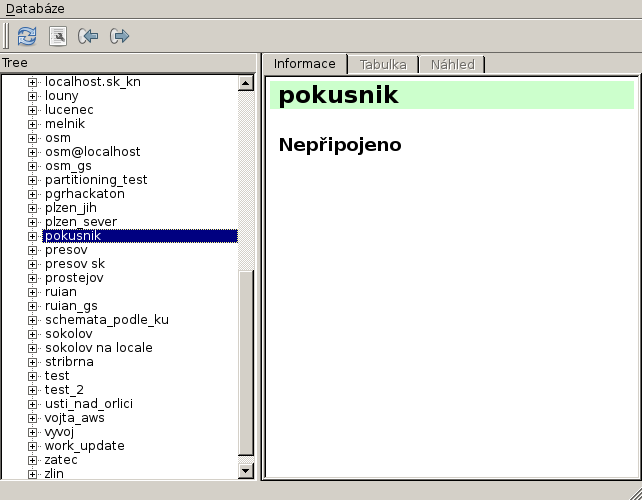 Databáze
Tree
localhost.sk_kn
louny
lucenec
melnik
osm
osm@localhost
osm_gs
partitioning_test
pgrhackaton
plzen_jih
plzen_sever
pokusnik
presov
presov sk
prostejov
ruian
ruian_gs
schemata_podle_ku
sokolov
sokolov na locale
stribrna
test
test_2
usti_nad_orlici
vojta_aws
vyvoj
work_update
zatec
zlin
Informace Tabulka Náhled
pokusnik
Nepřipojeno